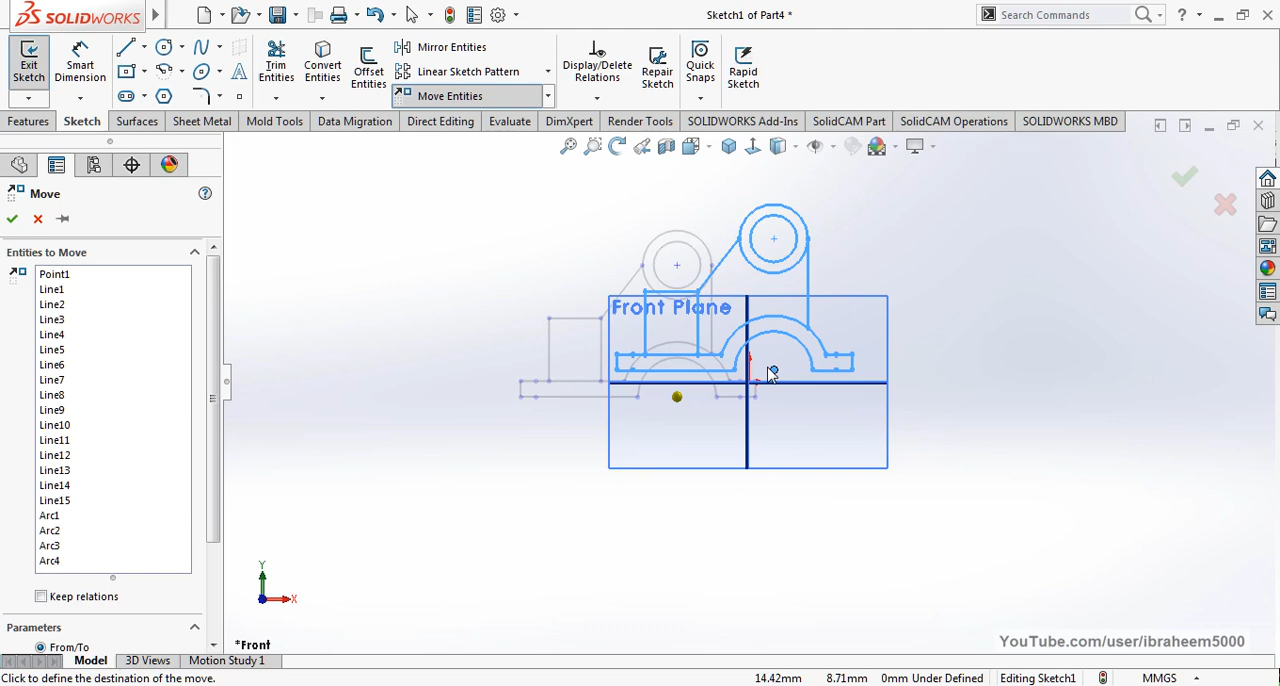 SOLIDWORKS
Sketch1 of Part4 *
Search Commands
?
Exit Sketch
Smart Dimension
Trim Entities
Convert Entities
Offset Entities
Mirror Entities
Linear Sketch Pattern
Move Entities
Display/Delete Relations
Repair Sketch
Quick Snaps
Rapid Sketch
Features
Sketch
Surfaces
Sheet Metal
Mold Tools
Data Migration
Direct Editing
Evaluate
DimXpert
Render Tools
SOLIDWORKS Add-Ins
SolidCAM Part
SolidCAM Operations
SOLIDWORKS MBD
Move
?
Entities to Move
Point1
Line1
Line2
Line3
Line4
Line5
Line6
Line7
Line8
Line9
Line10
Line11
Line12
Line13
Line14
Line15
Arc1
Arc2
Arc3
Arc4
Keep relations
Parameters
From/To
Front Plane
Y
X
*Front
YouTube.com/user/ibraheem5000
Model
3D Views
Motion Study 1
Click to define the destination of the move.
14.42mm
8.71mm
0mm
Under Defined
Editing Sketch1
MMGS